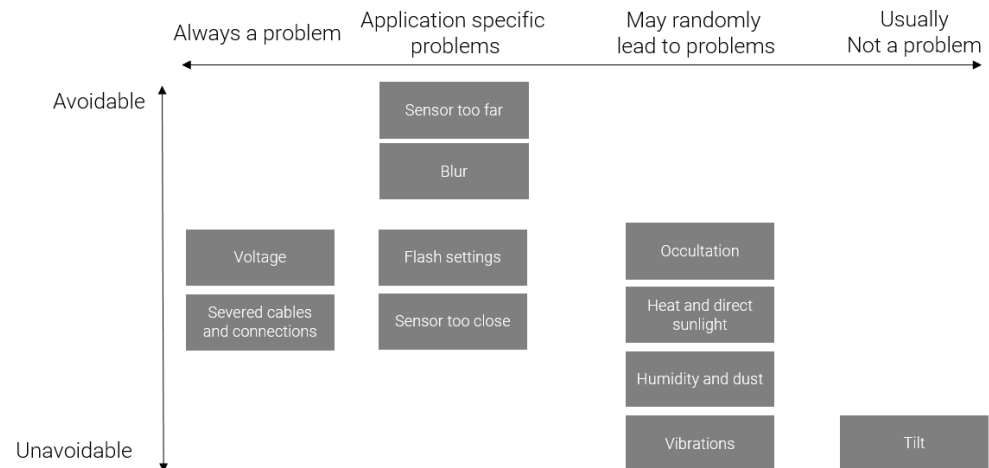 Always a problem
Application specific
problems
May randomly
lead to problems
Usually
Not a problem
Avoidable
Sensor too far
Blur
Voltage
Flash settings
Occultation
Severed cables
and connections
Sensor too close
Heat and direct
sunlight
Humidity and dust
Unavoidable
Vibrations
Tilt